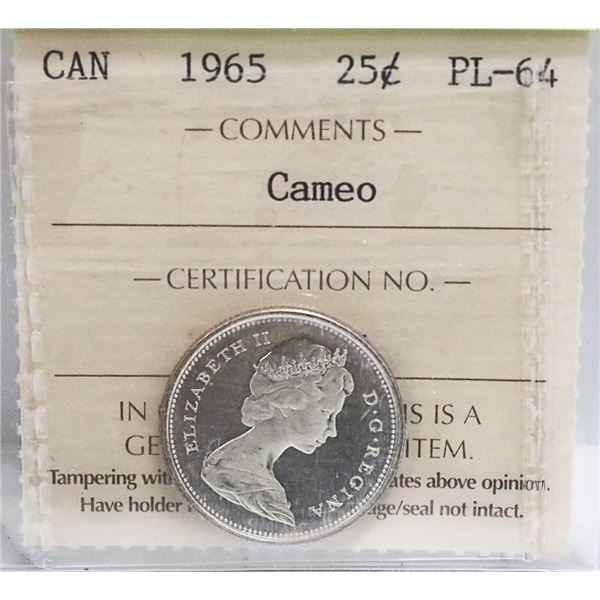 CAN 1965 25¢ PL-64
— COMMENTS —
Cameo
— CERTIFICATION NO. —
ELIZABETH II D·G·REGINA
IN IS IS A
GE ITEM.
Tampering wit ates above opinion.
Have holder age/seal not intact.